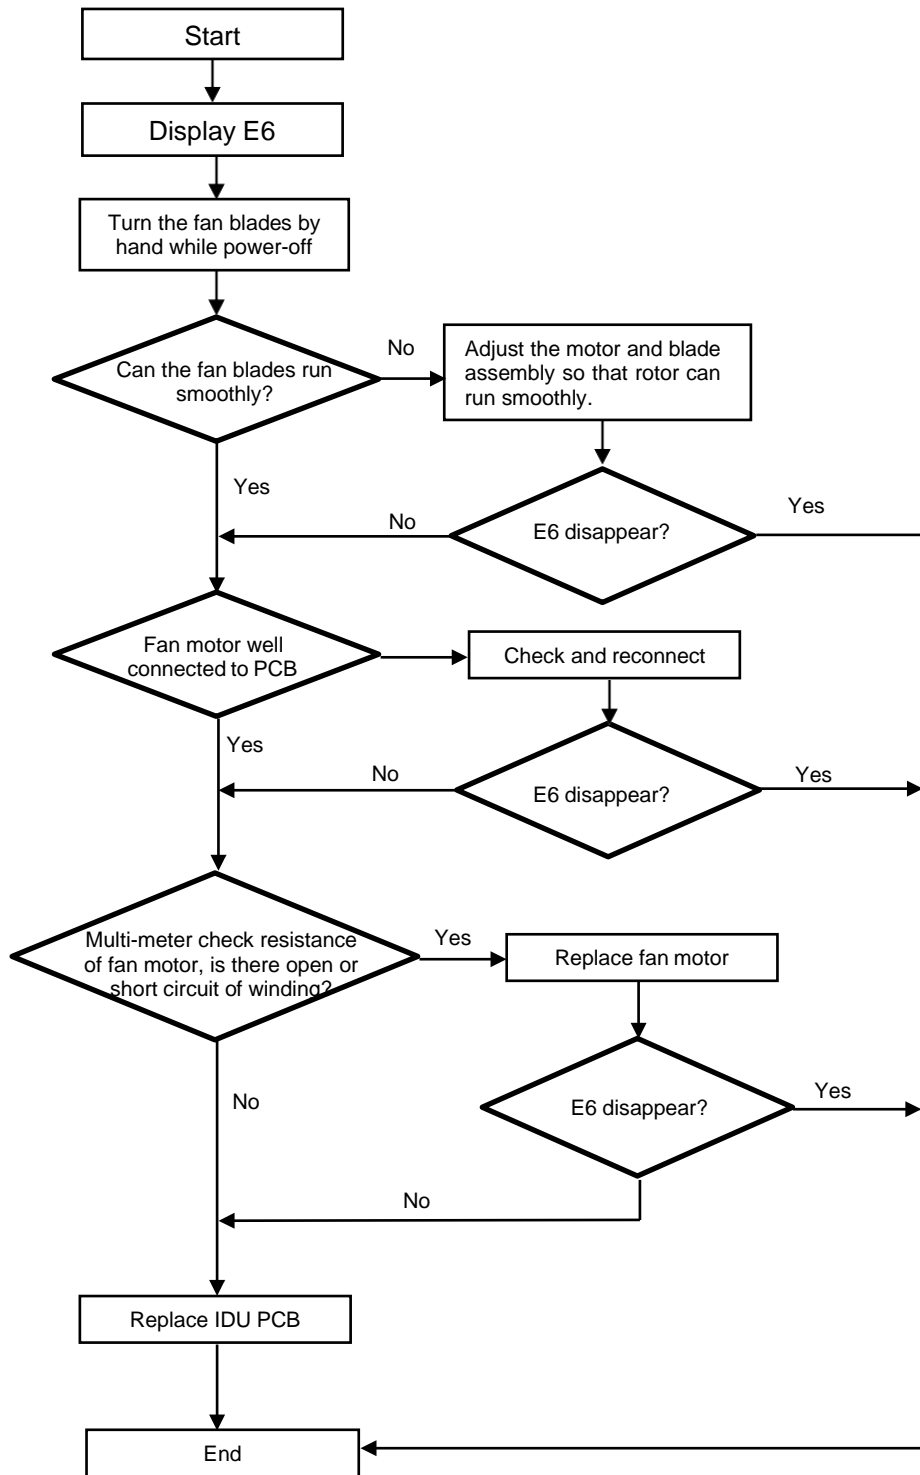 Start
Display E6
Turn the fan blades by
hand while power-off
Can the fan blades run
smoothly?
No
Adjust the motor and blade
assembly so that rotor can
run smoothly.
Yes
No
E6 disappear?
Yes
Fan motor well
connected to PCB
Check and reconnect
Yes
No
E6 disappear?
Yes
Multi-meter check resistance
of fan motor, is there open or
short circuit of winding?
Yes
Replace fan motor
No
E6 disappear?
Yes
No
Replace IDU PCB
End